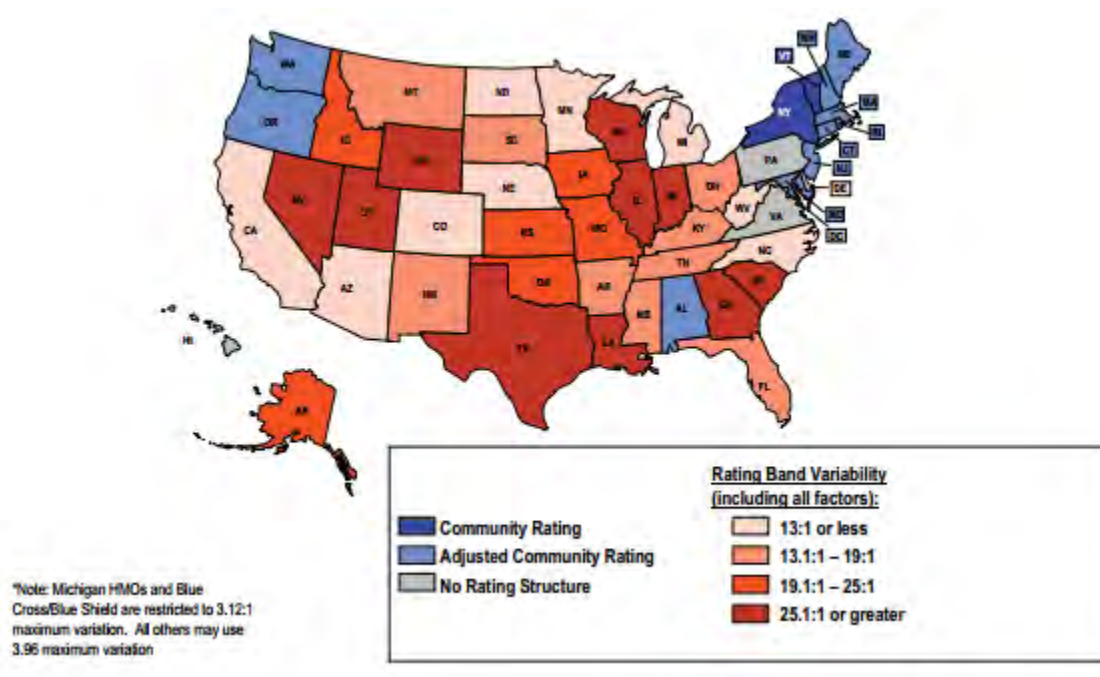 NH
VT
ME
WA
MT
ND
MN
NY
MA
OR
ID
SD
WI
MI
RI
WY
CT
PA
NJ
IA
NE
OH
DE
NV
UT
IL
IN
WV
MD
CO
VA
DC
CA
KS
MO
KY
NC
TN
AZ
NM
OK
AR
SC
MS
AL
GA
HI
TX
LA
FL
AK
Rating Band Variability
(including all factors):
Community Rating
13:1 or less
Adjusted Community Rating
13.1:1 – 19:1
No Rating Structure
19.1:1 – 25:1
25.1:1 or greater
*Note: Michigan HMOs and Blue
Cross/Blue Shield are restricted to 3.12:1
maximum variation. All others may use
3.96 maximum variation